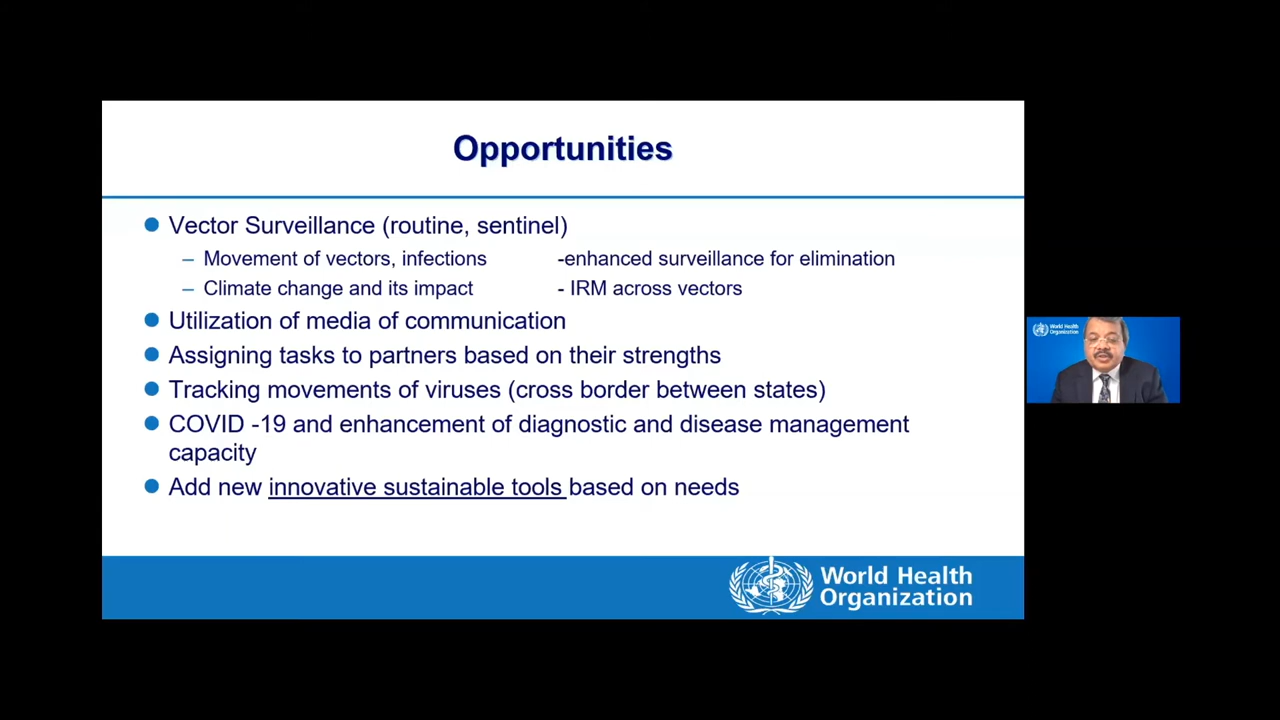 Opportunities
● Vector Surveillance (routine, sentinel)
– Movement of vectors, infections -enhanced surveillance for elimination
– Climate change and its impact - IRM across vectors
● Utilization of media of communication
● Assigning tasks to partners based on their strengths
● Tracking movements of viruses (cross border between states)
● COVID -19 and enhancement of diagnostic and disease management
capacity
● Add new innovative sustainable tools based on needs
World Health
Organization
World Health
Organization